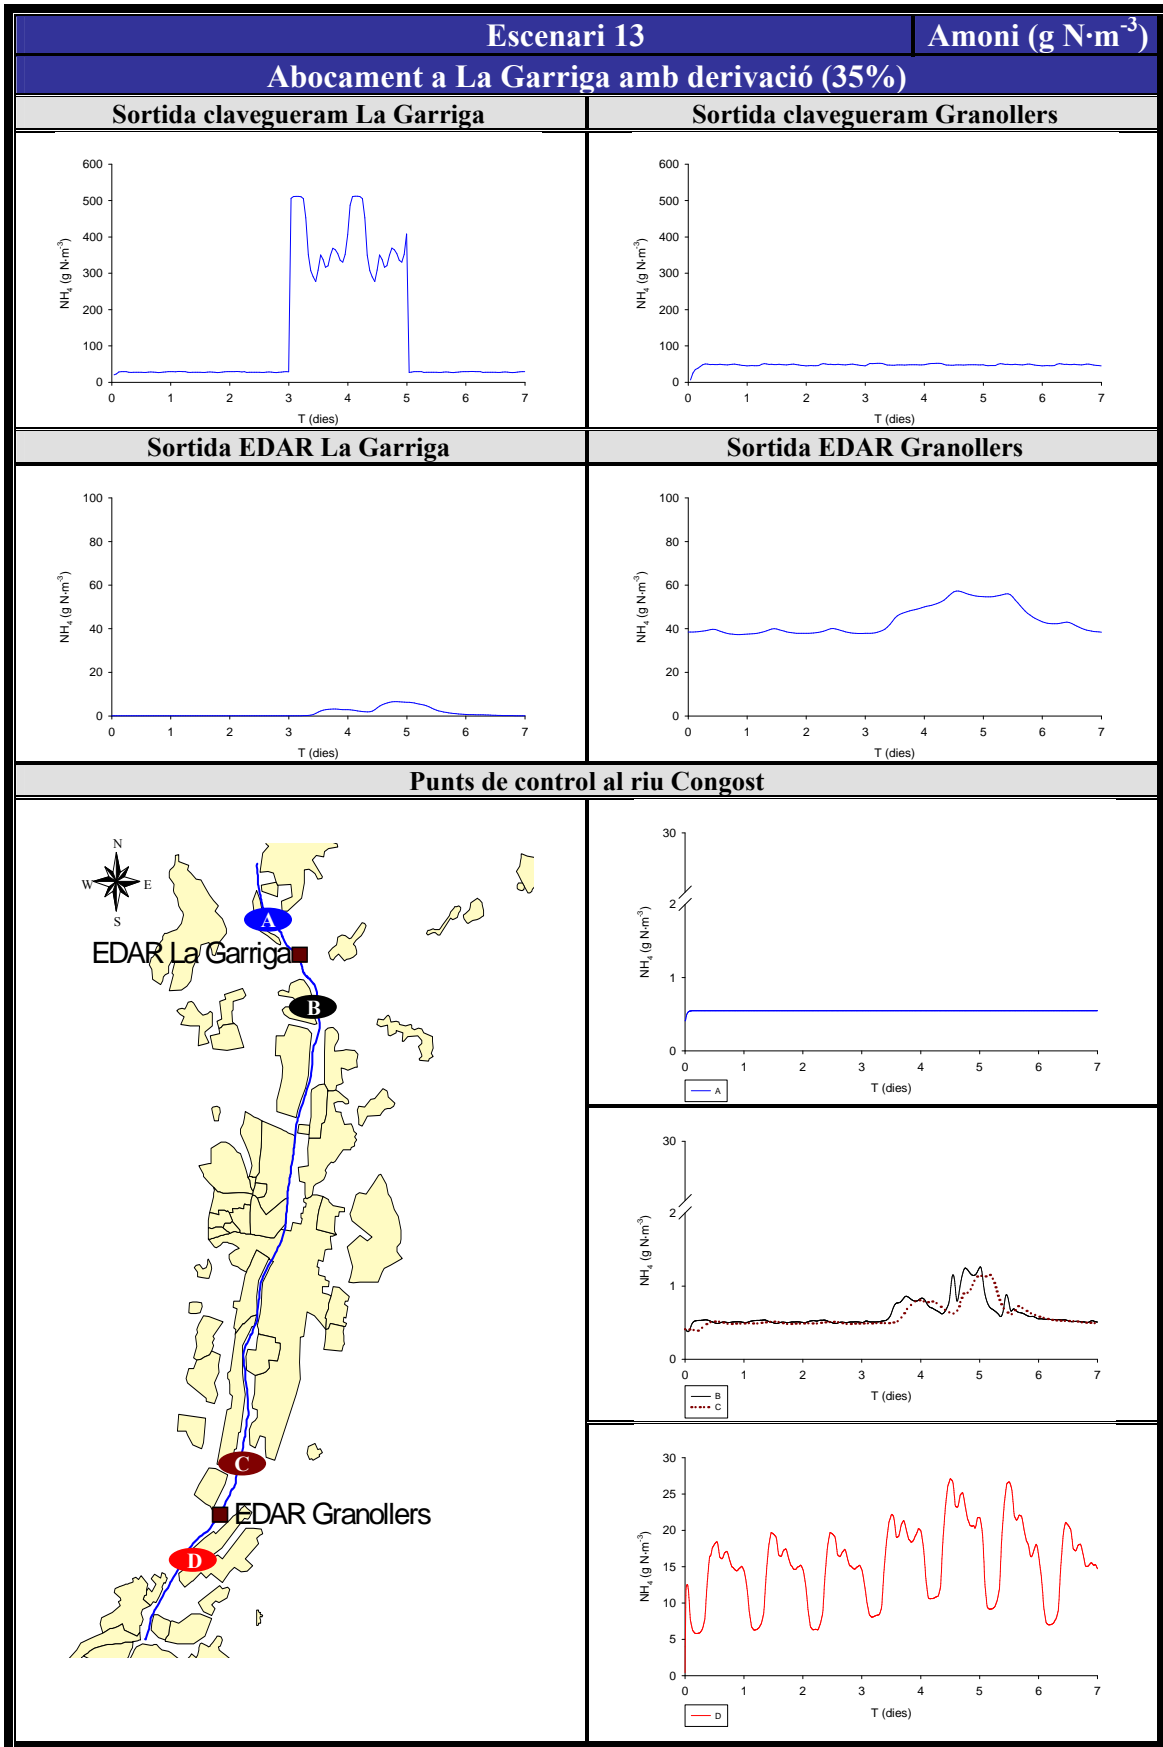 Escenari 13
Amoni (g N·m-3)
Abocament a La Garriga amb derivació (35%)
Sortida clavegueram La Garriga
Sortida clavegueram Granollers
600
500
400
300
200
100
0
NH4 (g N·m-3)
0 1 2 3 4 5 6 7
T (dies)
600
500
400
300
200
100
0
NH4 (g N·m-3)
0 1 2 3 4 5 6 7
T (dies)
Sortida EDAR La Garriga
Sortida EDAR Granollers
100
80
60
40
20
0
NH4 (g N·m-3)
0 1 2 3 4 5 6 7
T (dies)
100
80
60
40
20
0
NH4 (g N·m-3)
0 1 2 3 4 5 6 7
T (dies)
Punts de control al riu Congost
N
W E
S
A
EDAR La Garriga
B
C
EDAR Granollers
D
30
2
1
0
NH4 (g N·m-3)
0 1 2 3 4 5 6 7
T (dies)
A
30
2
1
0
NH4 (g N·m-3)
0 1 2 3 4 5 6 7
T (dies)
B
C
30
25
20
15
10
5
0
NH4 (g N·m-3)
0 1 2 3 4 5 6 7
T (dies)
D